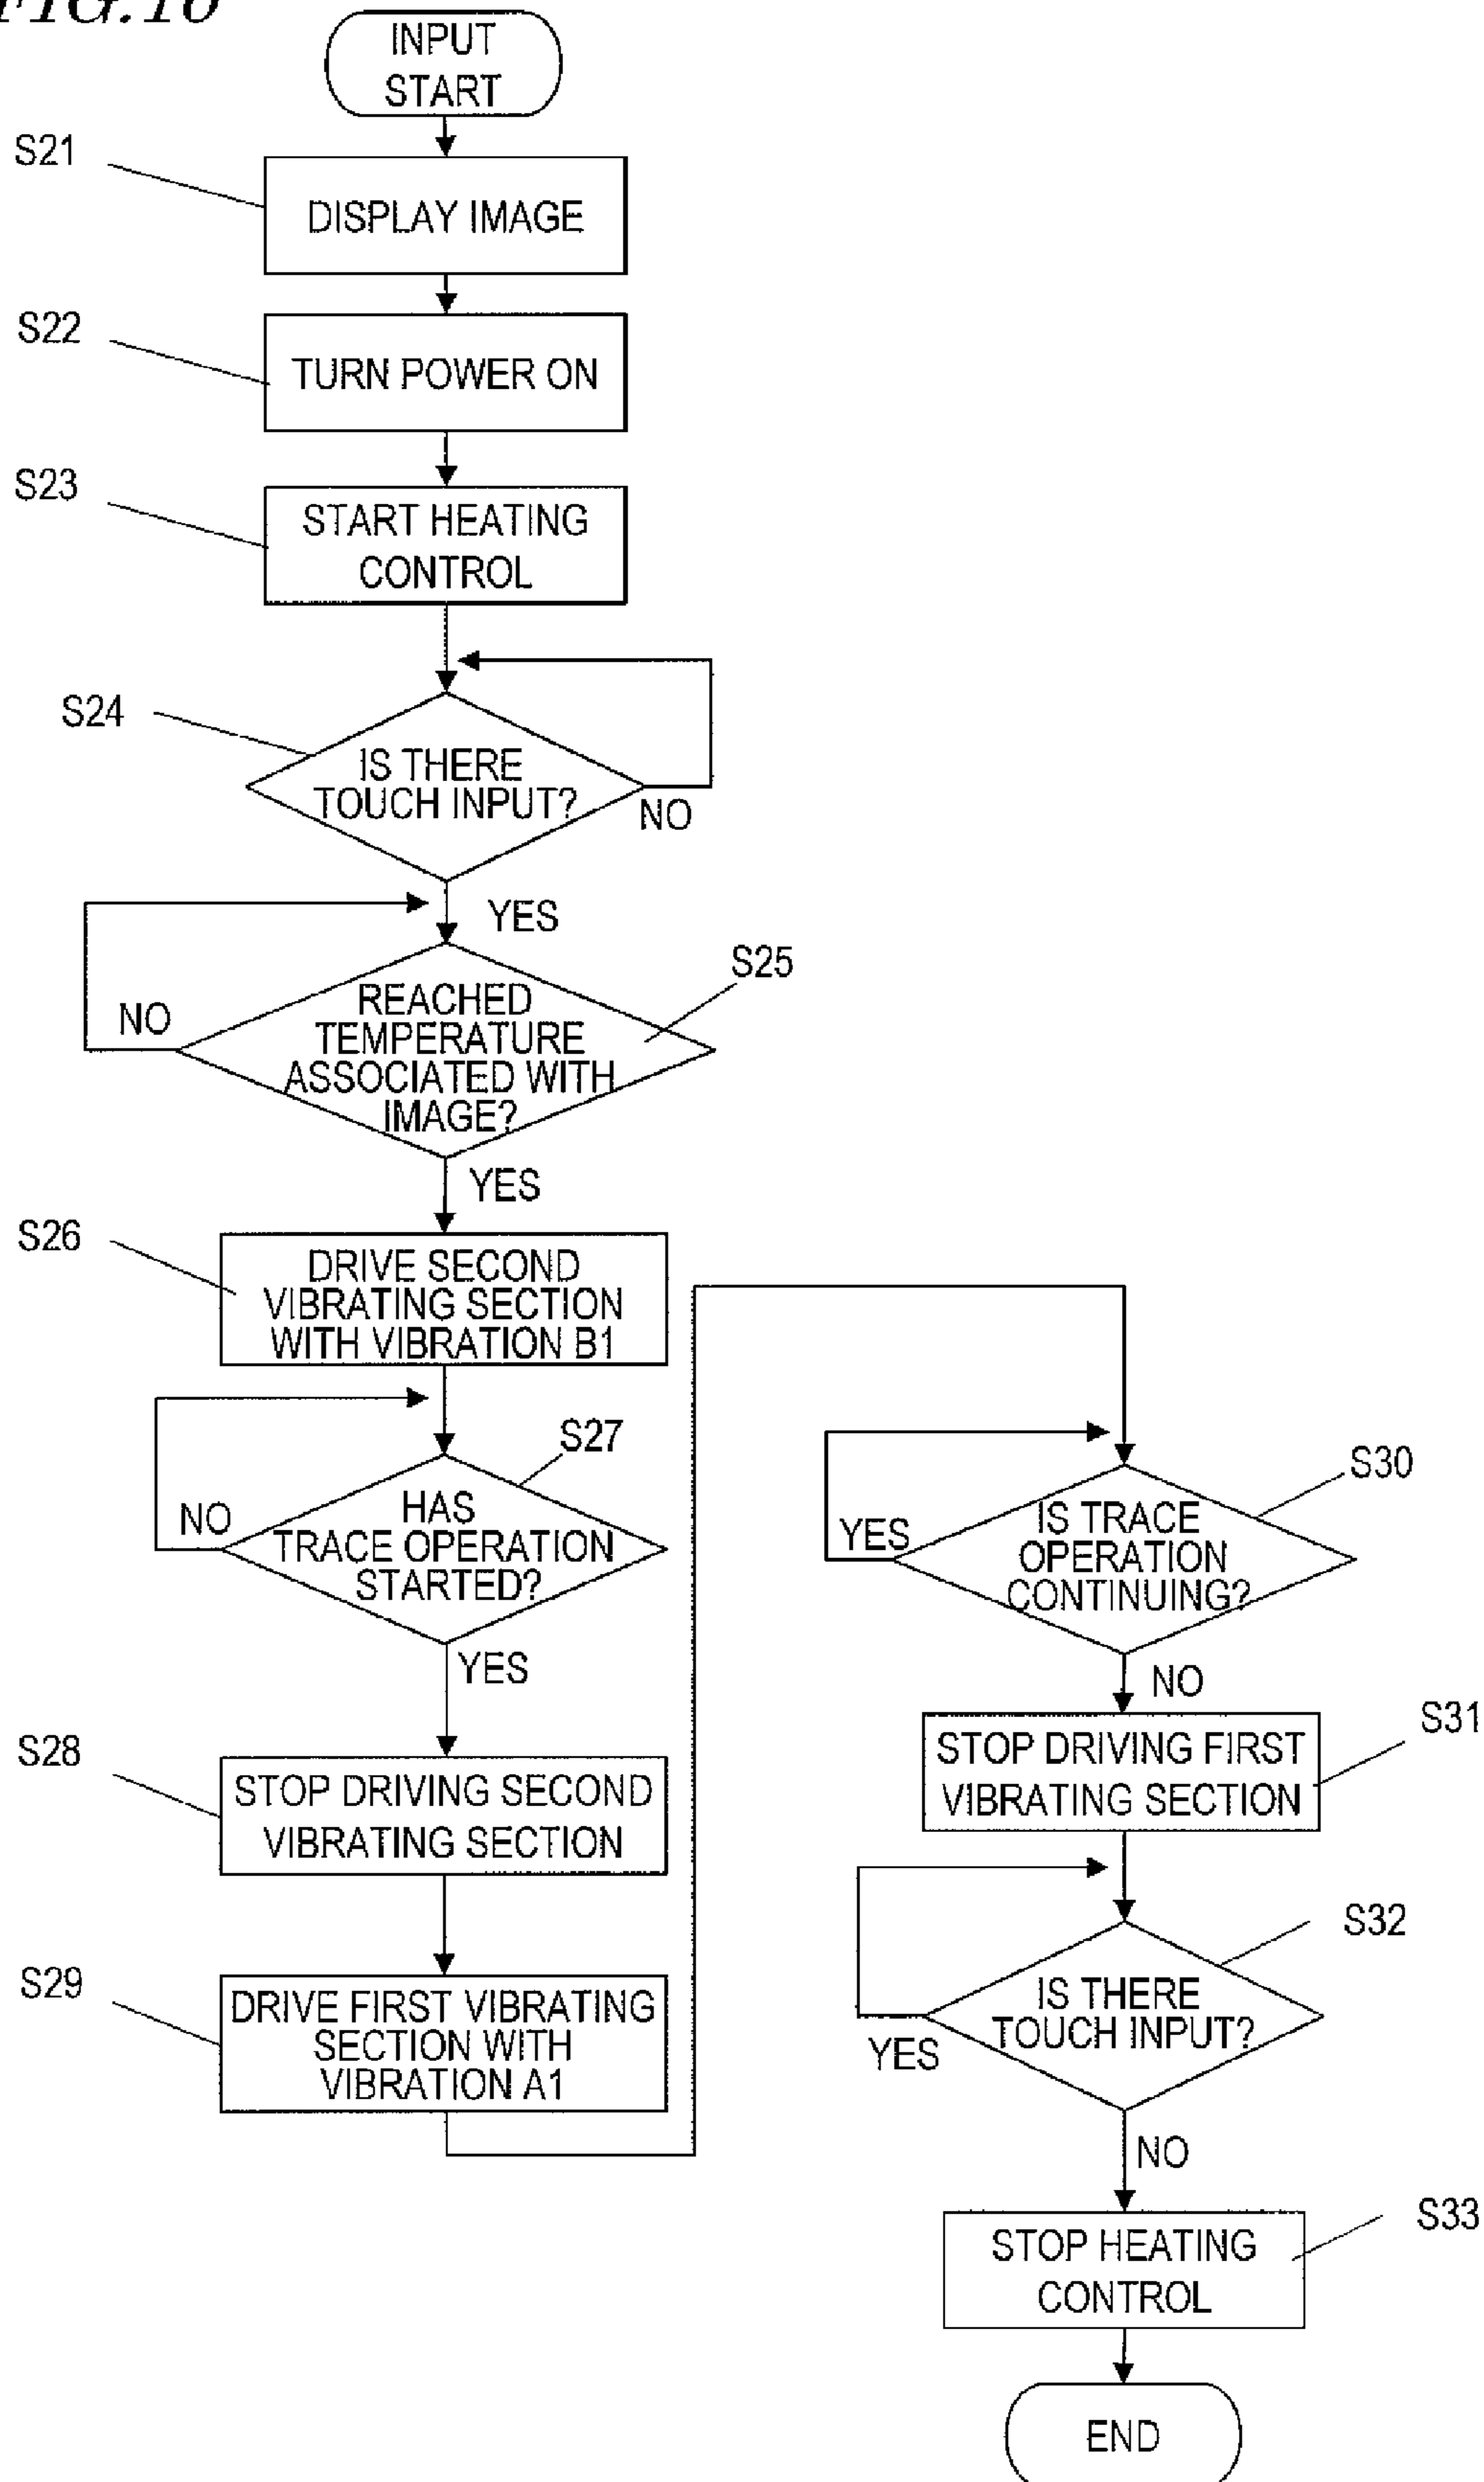 FIG.10
INPUT
START
S21
DISPLAY IMAGE
S22
TURN POWER ON
S23
START HEATING
CONTROL
S24
IS THERE
TOUCH INPUT?
NO
YES
S25
REACHED
TEMPERATURE
ASSOCIATED WITH
IMAGE?
NO
YES
S26
DRIVE SECOND
VIBRATING SECTION
WITH VIBRATION B1
S27
HAS
TRACE OPERATION
STARTED?
NO
YES
S28
STOP DRIVING SECOND
VIBRATING SECTION
S29
DRIVE FIRST VIBRATING
SECTION WITH
VIBRATION A1
S30
IS TRACE
OPERATION
CONTINUING?
YES
NO
S31
STOP DRIVING FIRST
VIBRATING SECTION
S32
IS THERE
TOUCH INPUT?
YES
NO
S33
STOP HEATING
CONTROL
END